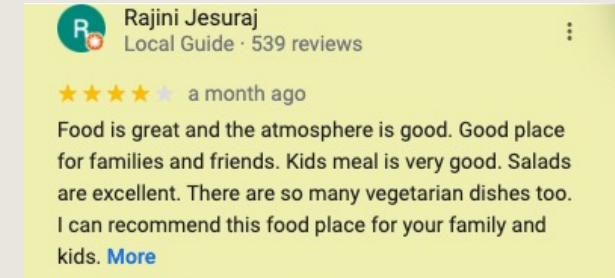 R
Rajini Jesuraj
Local Guide · 539 reviews
a month ago
Food is great and the atmosphere is good. Good place
for families and friends. Kids meal is very good. Salads
are excellent. There are so many vegetarian dishes too.
I can recommend this food place for your family and
kids. More